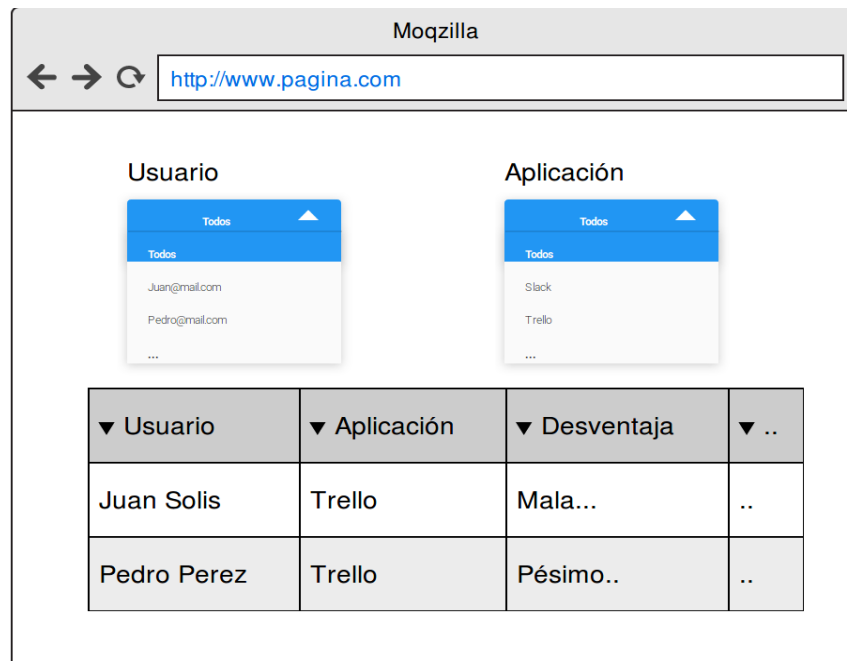 Moqzilla
http://www.pagina.com
Usuario
Todos
Todos
Juan@mail.com
Pedro@mail.com
...
Aplicación
Todos
Todos
Slack
Trello
...
Usuario Aplicación Desventaja ..
Juan Solis Trello Mala... ..
Pedro Perez Trello Pésimo.. ..